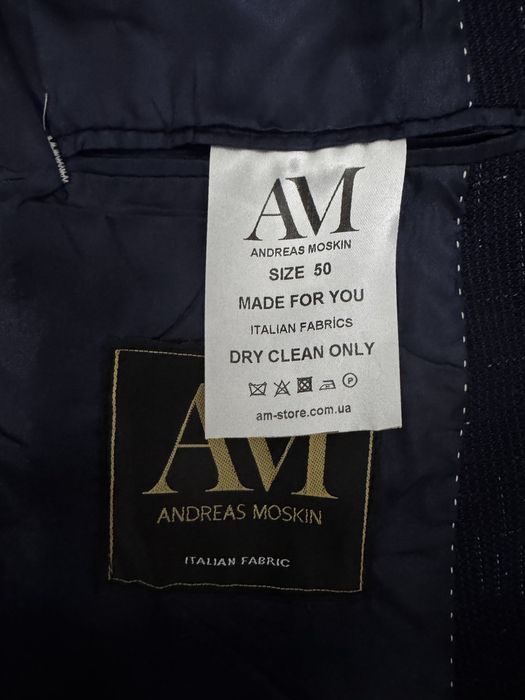 AM
ANDREAS MOSKIN
SIZE 50
MADE FOR YOU
ITALIAN FABRİCS
DRY CLEAN ONLY
P
am-store.com.ua
AM
ANDREAS MOSKIN
ITALIAN FABRIC